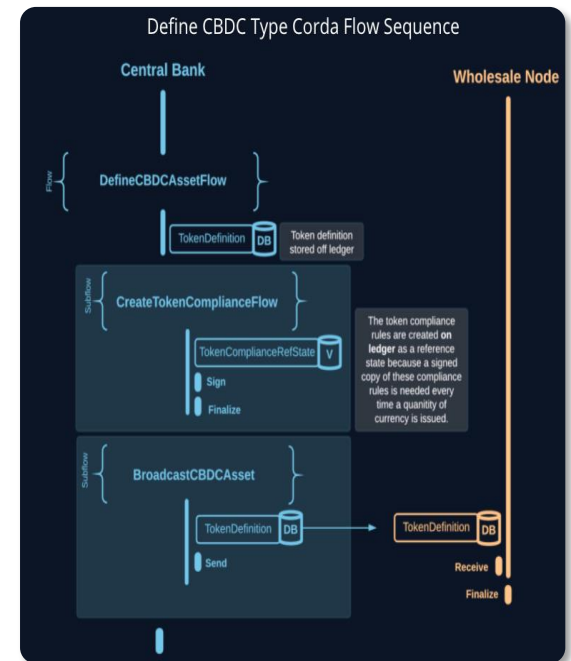 Define CBDC Type Corda Flow Sequence
Central Bank
Wholesale Node
Flow
DefineCBDCAssetFlow
TokenDefinition
DB
Token definition
stored off ledger
Subflow
CreateTokenComplianceFlow
TokenComplianceRefState
V
Sign
Finalize
The token compliance
rules are created on
ledger as a reference
state because a signed
copy of these compliance
rules is needed every
time a quanitity of
currency is issued.
Subflow
BroadcastCBDCAsset
TokenDefinition
DB
Send
TokenDefinition
DB
Receive
Finalize